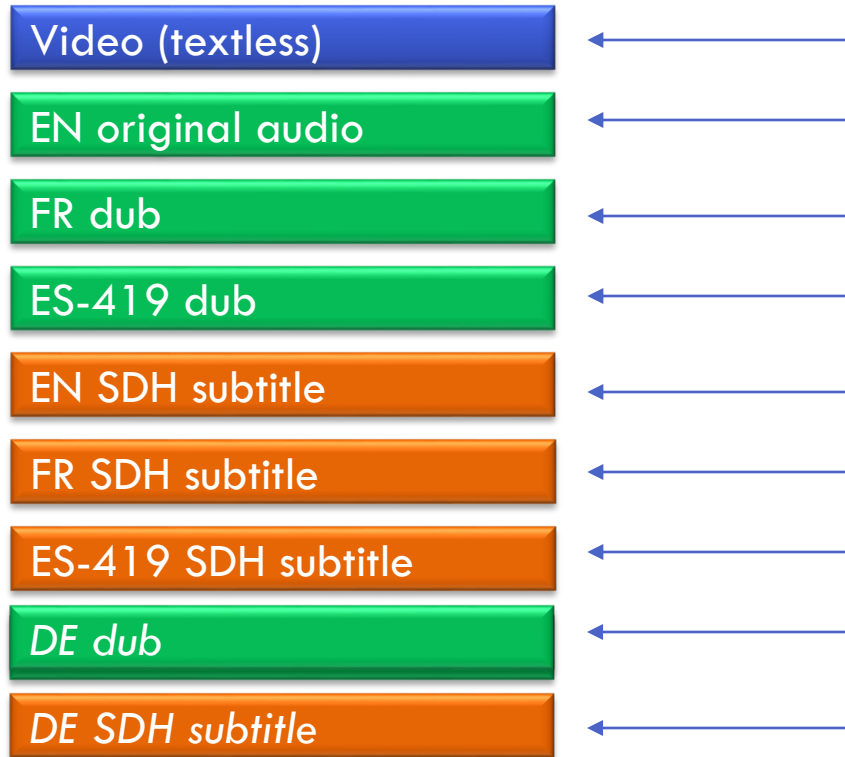 Video (textless)
EN original audio
FR dub
ES-419 dub
EN SDH subtitle
FR SDH subtitle
ES-419 SDH subtitle
DE dub
DE SDH subtitle